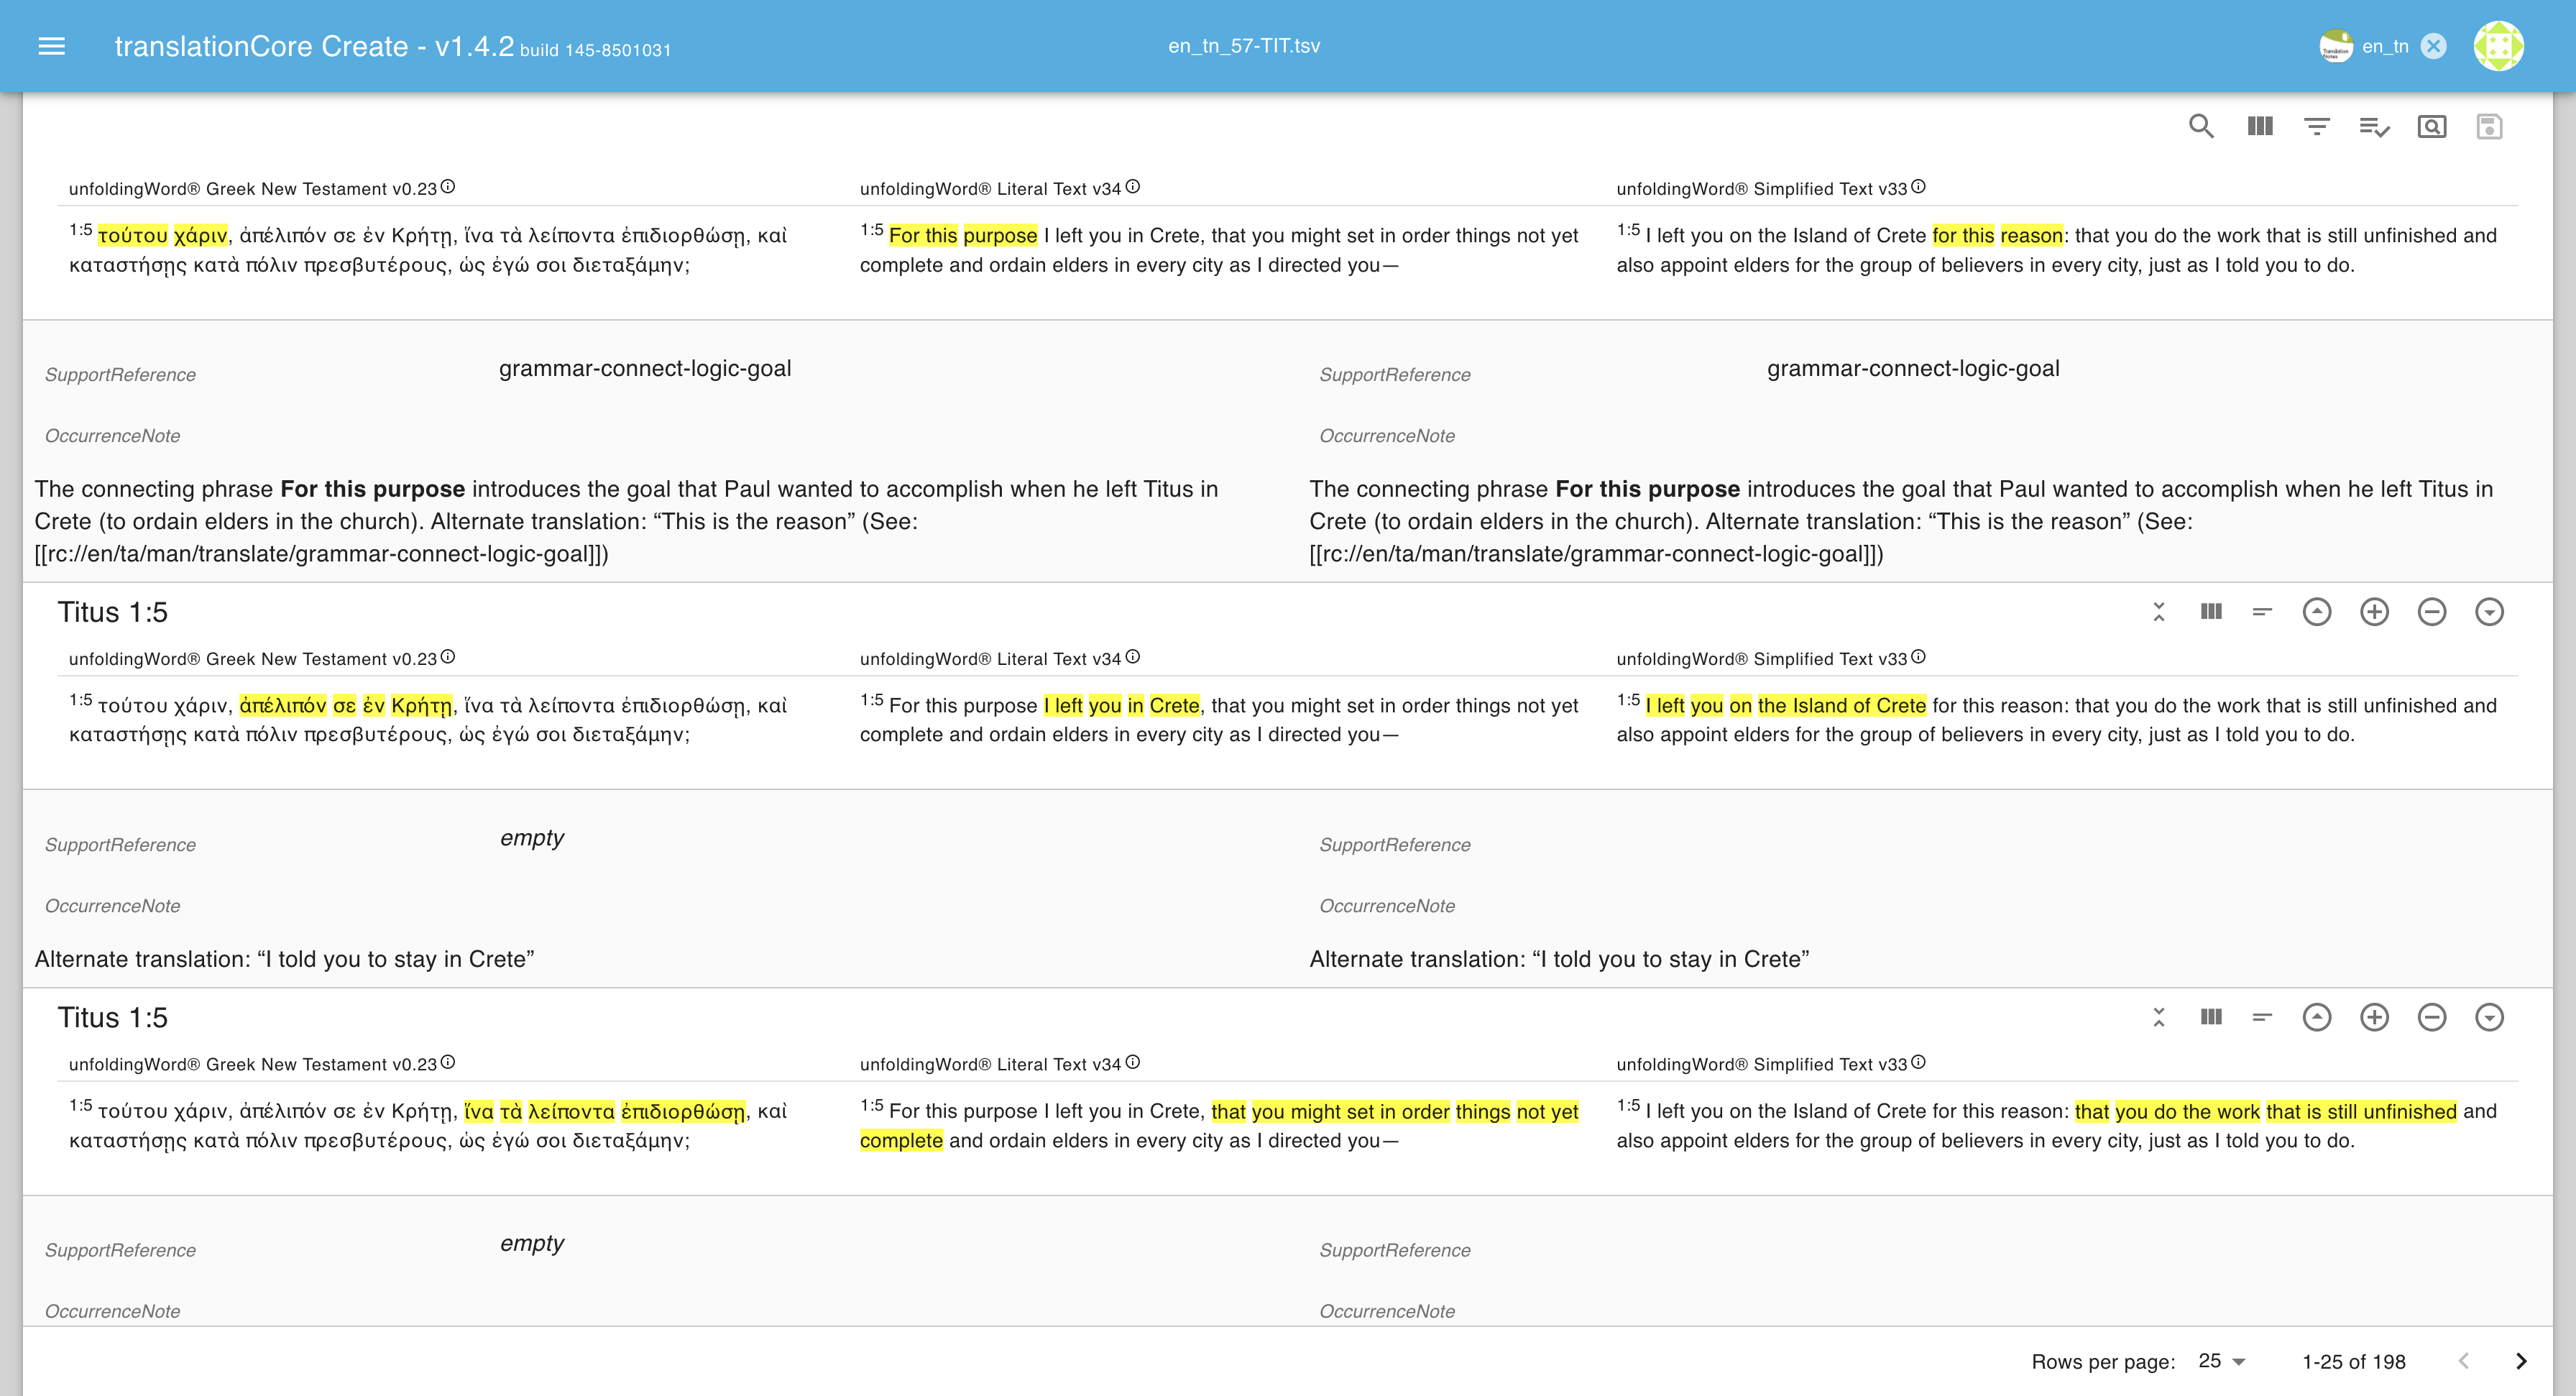 translationCore Create - v1.4.2 build 145-8501031
en_tn_57-TIT.tsv
en_tn
unfoldingWord® Greek New Testament v0.23
unfoldingWord® Literal Text v34
unfoldingWord® Simplified Text v33
1:5 τούτου χάριν, ἀπέλιπόν σε ἐν Κρήτῃ, ἵνα τὰ λείποντα ἐπιδιορθώσῃ, καὶ
καταστήσῃς κατὰ πόλιν πρεσβυτέρους, ὡς ἐγώ σοι διεταξάμην;
1:5 For this purpose I left you in Crete, that you might set in order things not yet
complete and ordain elders in every city as I directed you—
1:5 I left you on the Island of Crete for this reason: that you do the work that is still unfinished and
also appoint elders for the group of believers in every city, just as I told you to do.
SupportReference
grammar-connect-logic-goal
OccurrenceNote
The connecting phrase For this purpose introduces the goal that Paul wanted to accomplish when he left Titus in
Crete (to ordain elders in the church). Alternate translation: “This is the reason” (See:
[[rc://en/ta/man/translate/grammar-connect-logic-goal]])
SupportReference
grammar-connect-logic-goal
OccurrenceNote
The connecting phrase For this purpose introduces the goal that Paul wanted to accomplish when he left Titus in
Crete (to ordain elders in the church). Alternate translation: “This is the reason” (See:
[[rc://en/ta/man/translate/grammar-connect-logic-goal]])
Titus 1:5
unfoldingWord® Greek New Testament v0.23
unfoldingWord® Literal Text v34
unfoldingWord® Simplified Text v33
1:5 τούτου χάριν, ἀπέλιπόν σε ἐν Κρήτῃ, ἵνα τὰ λείποντα ἐπιδιορθώσῃ, καὶ
καταστήσῃς κατὰ πόλιν πρεσβυτέρους, ὡς ἐγώ σοι διεταξάμην;
1:5 For this purpose I left you in Crete, that you might set in order things not yet
complete and ordain elders in every city as I directed you—
1:5 I left you on the Island of Crete for this reason: that you do the work that is still unfinished and
also appoint elders for the group of believers in every city, just as I told you to do.
SupportReference
empty
OccurrenceNote
Alternate translation: “I told you to stay in Crete”
SupportReference
OccurrenceNote
Alternate translation: “I told you to stay in Crete”
Titus 1:5
unfoldingWord® Greek New Testament v0.23
unfoldingWord® Literal Text v34
unfoldingWord® Simplified Text v33
1:5 τούτου χάριν, ἀπέλιπόν σε ἐν Κρήτῃ, ἵνα τὰ λείποντα ἐπιδιορθώσῃ, καὶ
καταστήσῃς κατὰ πόλιν πρεσβυτέρους, ὡς ἐγώ σοι διεταξάμην;
1:5 For this purpose I left you in Crete, that you might set in order things not yet
complete and ordain elders in every city as I directed you—
1:5 I left you on the Island of Crete for this reason: that you do the work that is still unfinished and
also appoint elders for the group of believers in every city, just as I told you to do.
SupportReference
empty
OccurrenceNote
SupportReference
OccurrenceNote
Rows per page: 25 1-25 of 198